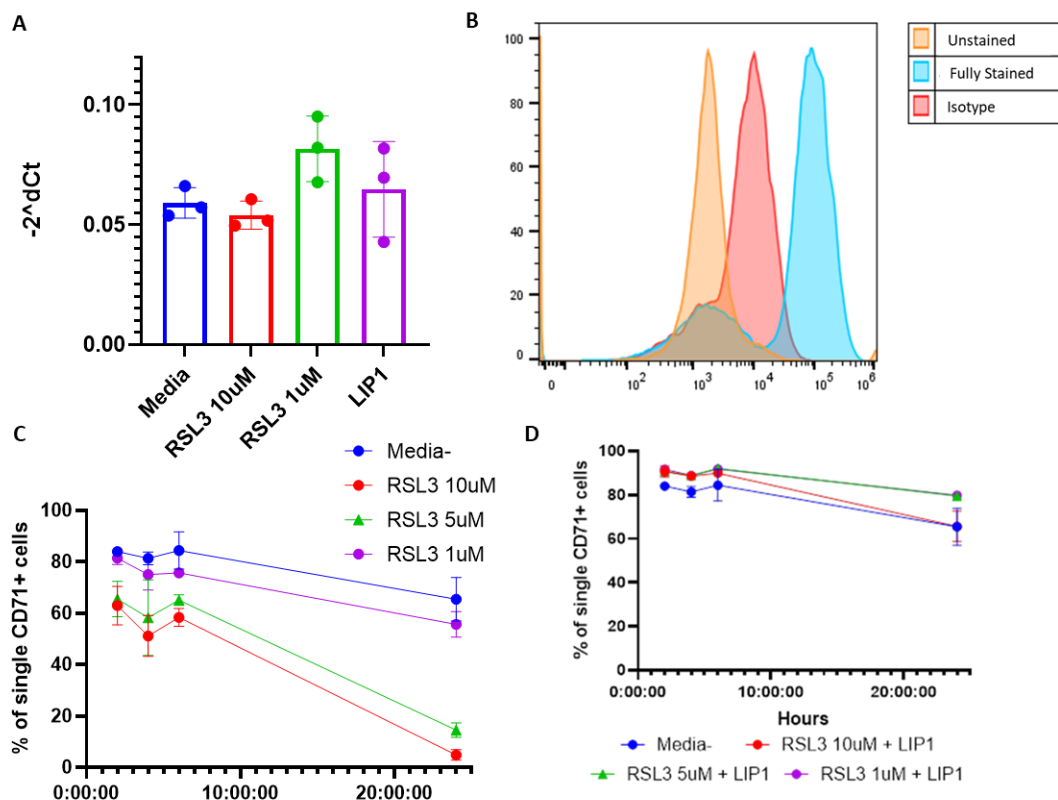 A
-2^dCt
0.10
0.05
0.00
Media
RSL3 10uM
RSL3 1uM
LIP1
B
100
80
60
40
20
0
0
10^2
10^3
10^4
10^5
10^6
Unstained
Fully Stained
Isotype
C
% of single CD71+ cells
100
80
60
40
20
0
0:00:00
10:00:00
20:00:00
Media-
RSL3 10uM
RSL3 5uM
RSL3 1uM
D
% of single CD71+ cells
100
80
60
40
20
0
0:00:00
10:00:00
20:00:00
Hours
Media-
RSL3 10uM + LIP1
RSL3 5uM + LIP1
RSL3 1uM + LIP1